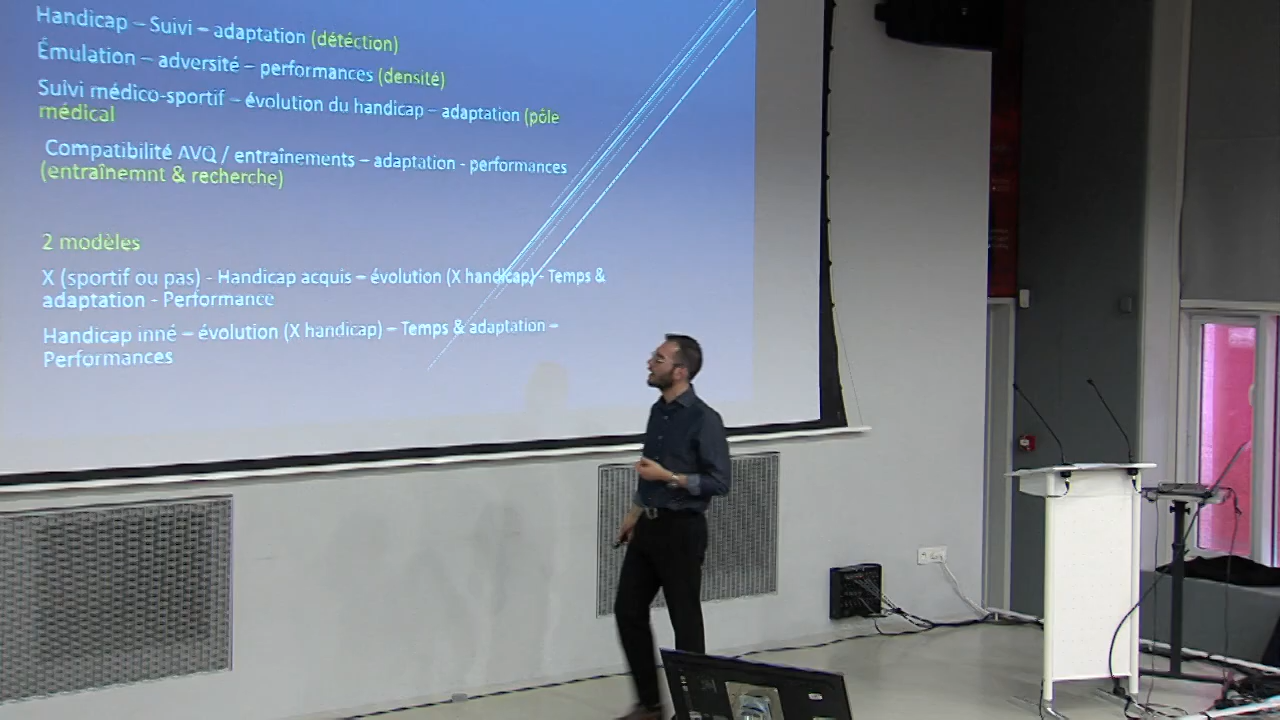 Handicap – Suivi – adaptation (détéction)
Émulation – adversité – performances (densité)
Suivi médico-sportif – évolution du handicap – adaptation (pôle
médical
Compatibilité AVQ / entraînements – adaptation - performances
(entraînemnt & recherche)
2 modèles
X (sportif ou pas) - Handicap acquis – évolution (X handicap) - Temps &
adaptation - Performance
Handicap inné – évolution (X handicap) – Temps & adaptation –
Performances